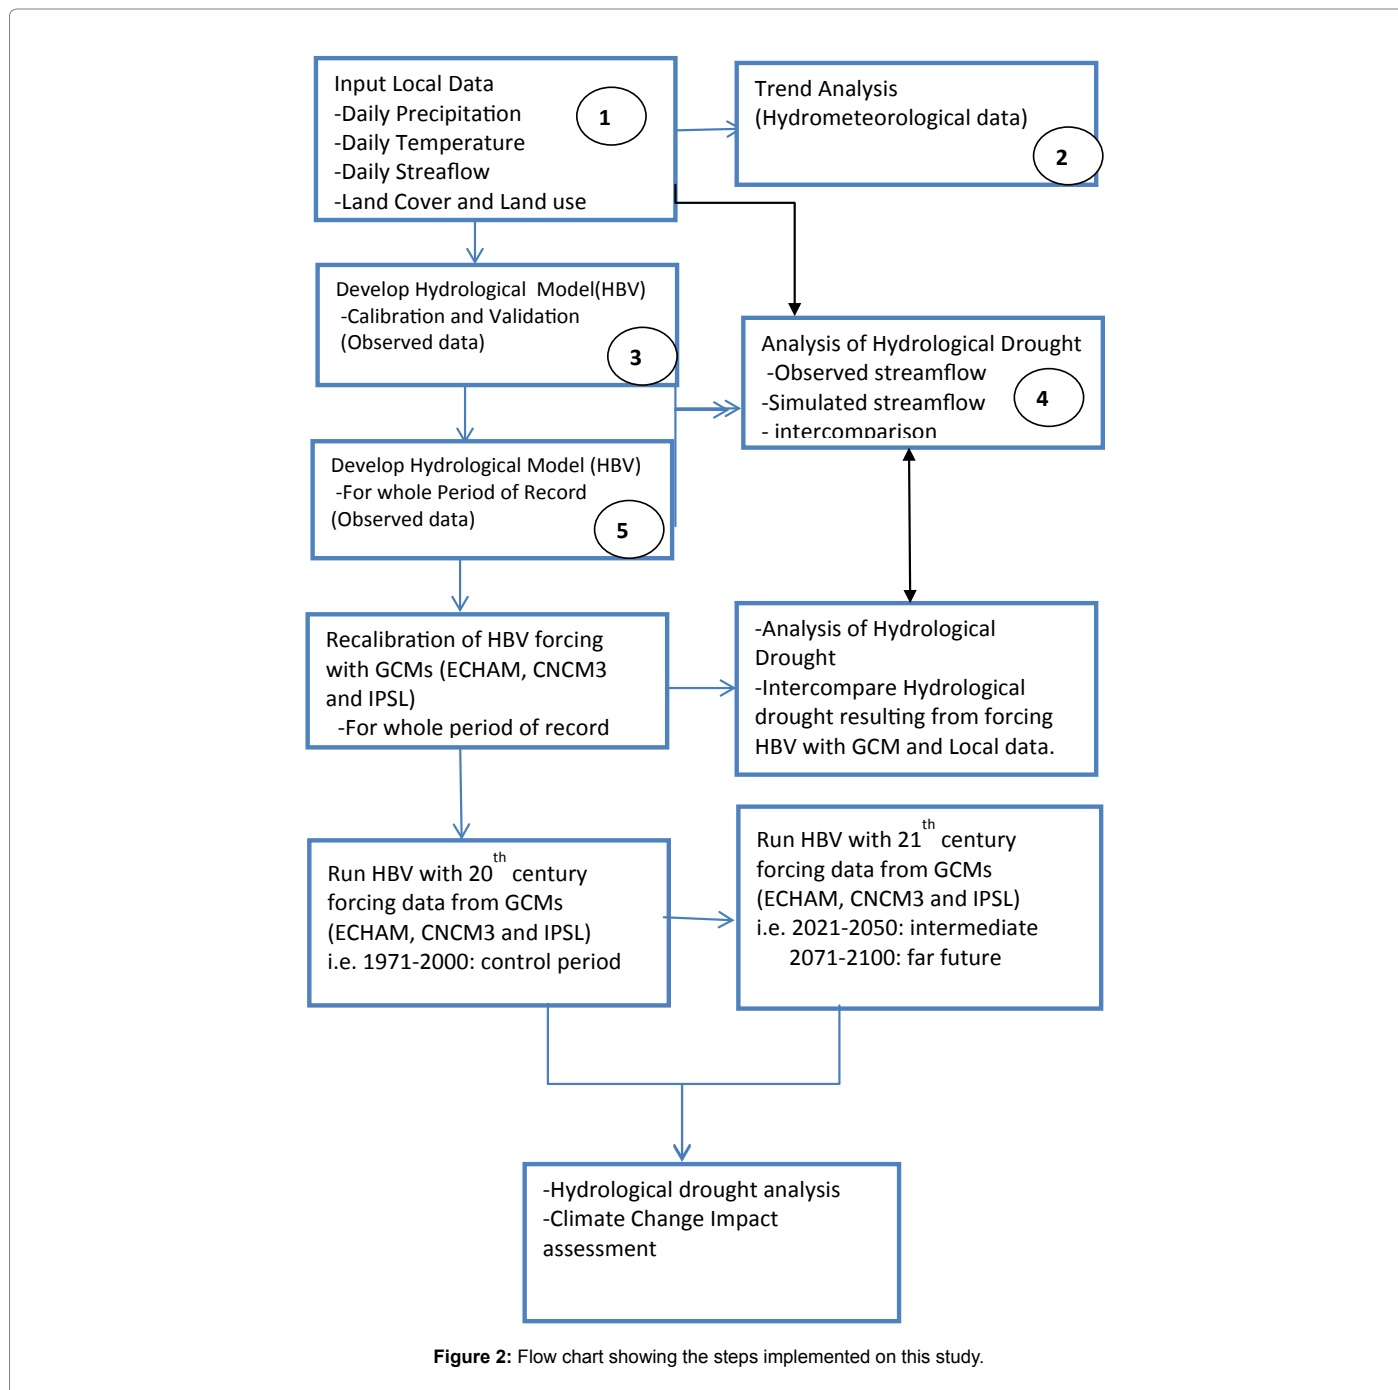 Input Local Data
-Daily Precipitation
-Daily Temperature
-Daily Streaflow
-Land Cover and Land use
1
Trend Analysis
(Hydrometeorological data)
2
Develop Hydrological Model(HBV)
-Calibration and Validation
(Observed data)
3
Analysis of Hydrological Drought
-Observed streamflow
-Simulated streamflow
- intercomparison
4
Develop Hydrological Model (HBV)
-For whole Period of Record
(Observed data)
5
Recalibration of HBV forcing
with GCMs (ECHAM, CNCM3
and IPSL)
-For whole period of record
-Analysis of Hydrological
Drought
-Intercompare Hydrological
drought resulting from forcing
HBV with GCM and Local data.
Run HBV with 20th century
forcing data from GCMs
(ECHAM, CNCM3 and IPSL)
i.e. 1971-2000: control period
Run HBV with 21th century
forcing data from GCMs
(ECHAM, CNCM3 and IPSL)
i.e. 2021-2050: intermediate
2071-2100: far future
-Hydrological drought analysis
-Climate Change Impact
assessment
Figure 2: Flow chart showing the steps implemented on this study.